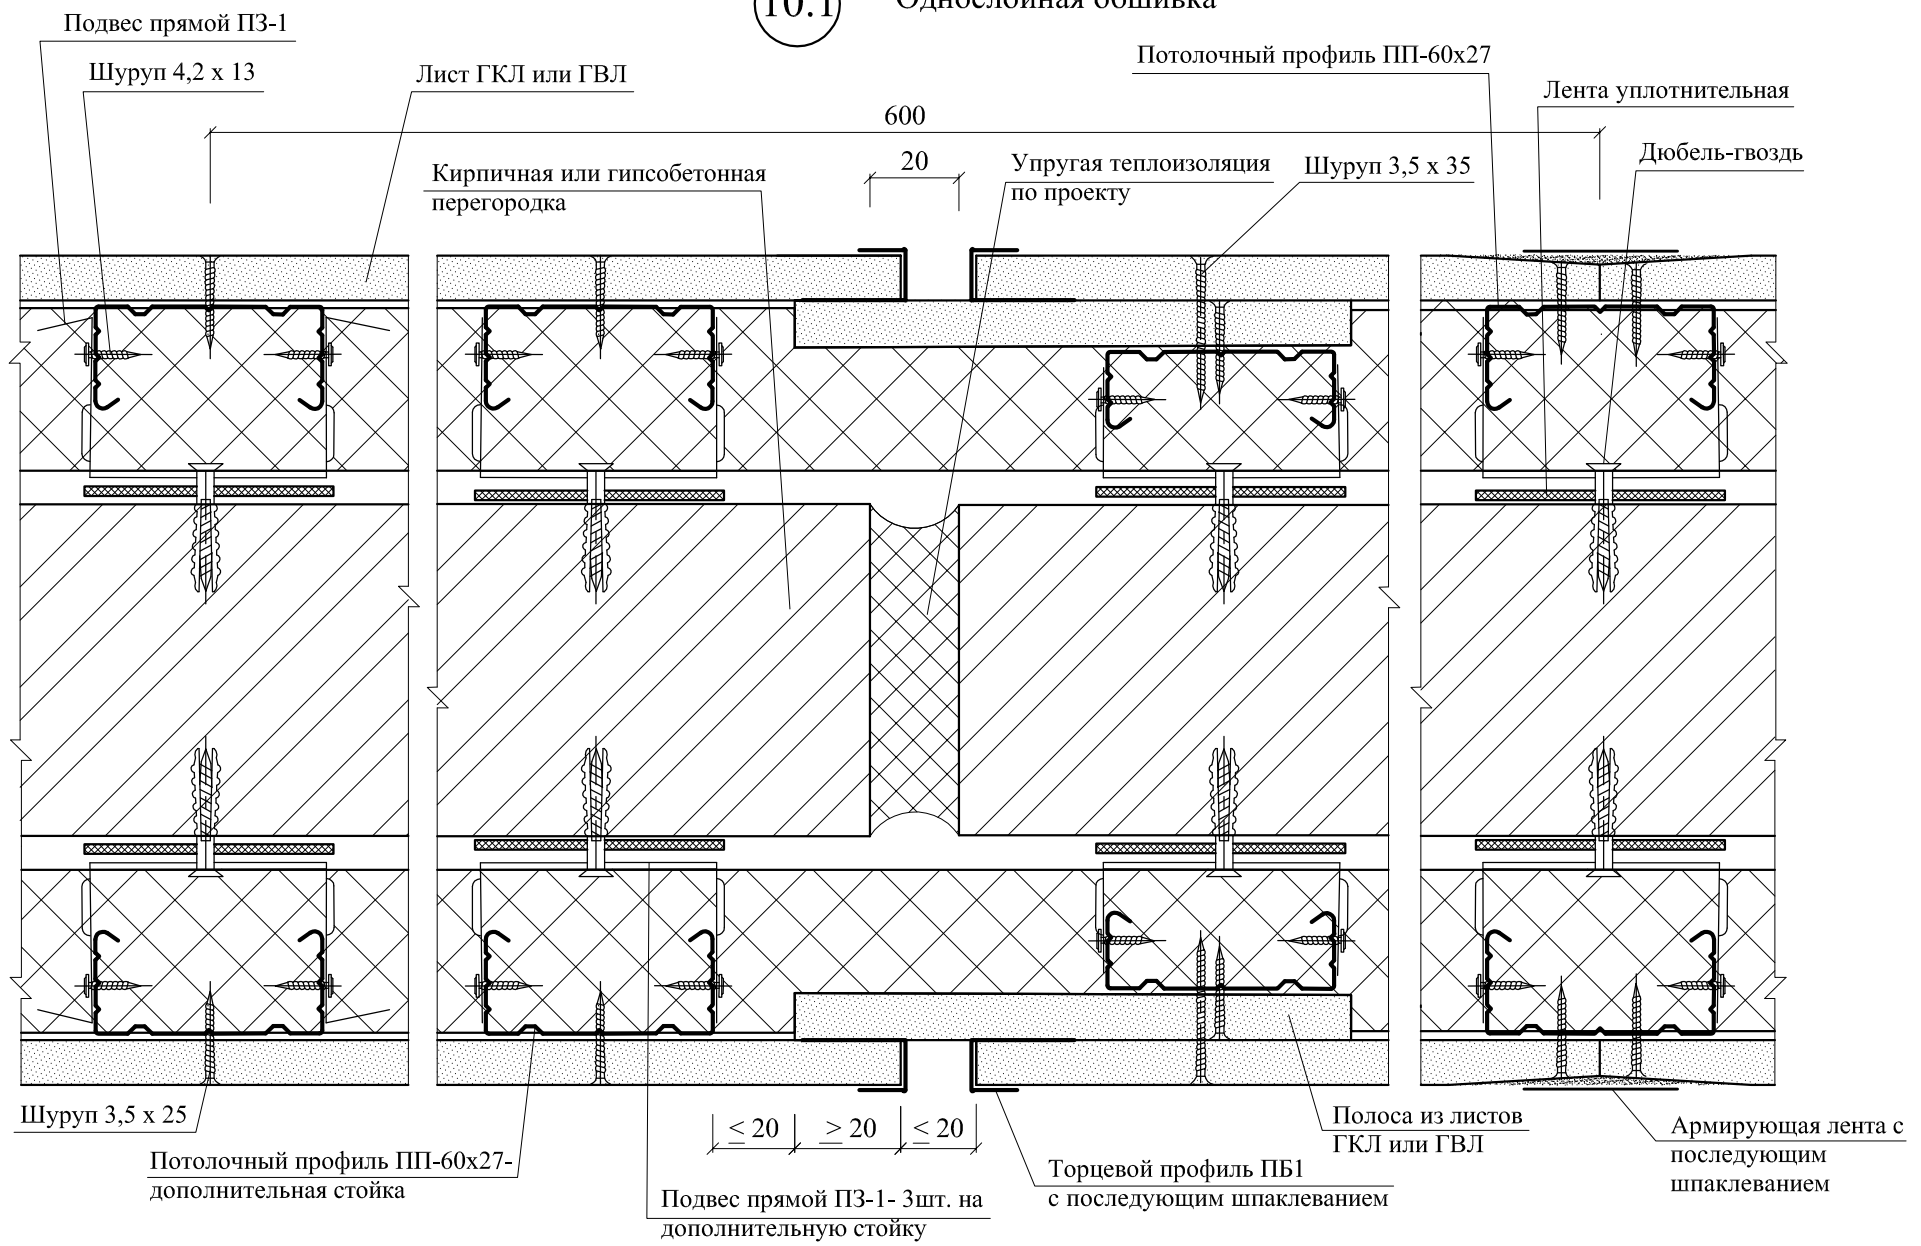 10.1
Однослойная обшивка
Подвес прямой ПЗ-1
Шуруп 4,2 х 13
Лист ГКЛ или ГВЛ
Потолочный профиль ПП-60х27
Лента уплотнительная
600
Дюбель-гвоздь
20
Кирпичная или гипсобетонная
перегородка
Упругая теплоизоляция
по проекту
Шуруп 3,5 х 35
Шуруп 3,5 х 25
< 20
> 20
< 20
Полоса из листов
ГКЛ или ГВЛ
Армирующая лента с
последующим
шпаклеванием
Потолочный профиль ПП-60х27-
дополнительная стойка
Торцевой профиль ПБ1
с последующим шпаклеванием
Подвес прямой ПЗ-1- 3шт. на
дополнительную стойку